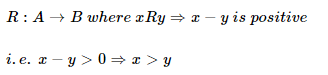 R : A → B where xRy ⇒ x − y is positive
i.e. x − y > 0 ⇒ x > y